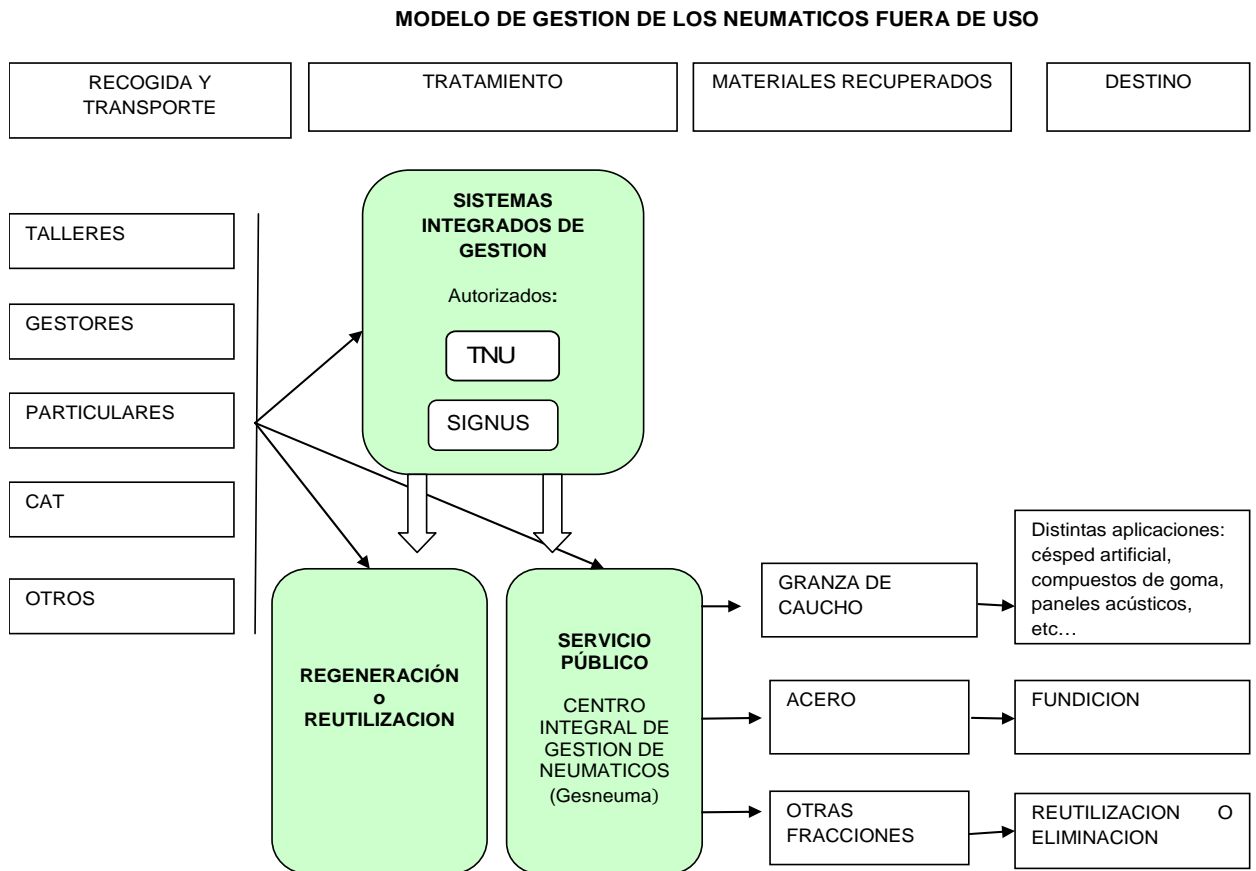 MODELO DE GESTION DE LOS NEUMATICOS FUERA DE USO
RECOGIDA Y
TRANSPORTE
TRATAMIENTO
MATERIALES RECUPERADOS
DESTINO
TALLERES
GESTORES
PARTICULARES
CAT
OTROS
SISTEMAS
INTEGRADOS DE
GESTION
Autorizados:
TNU
SIGNUS
REGENERACIÓN
o
REUTILIZACION
SERVICIO
PÚBLICO
CENTRO
INTEGRAL DE
GESTION DE
NEUMATICOS
(Gesneuma)
GRANZA DE
CAUCHO
Distintas aplicaciones:
césped artificial,
compuestos de goma,
paneles acústicos,
etc…
ACERO
FUNDICION
OTRAS
FRACCIONES
REUTILIZACION O
ELIMINACION